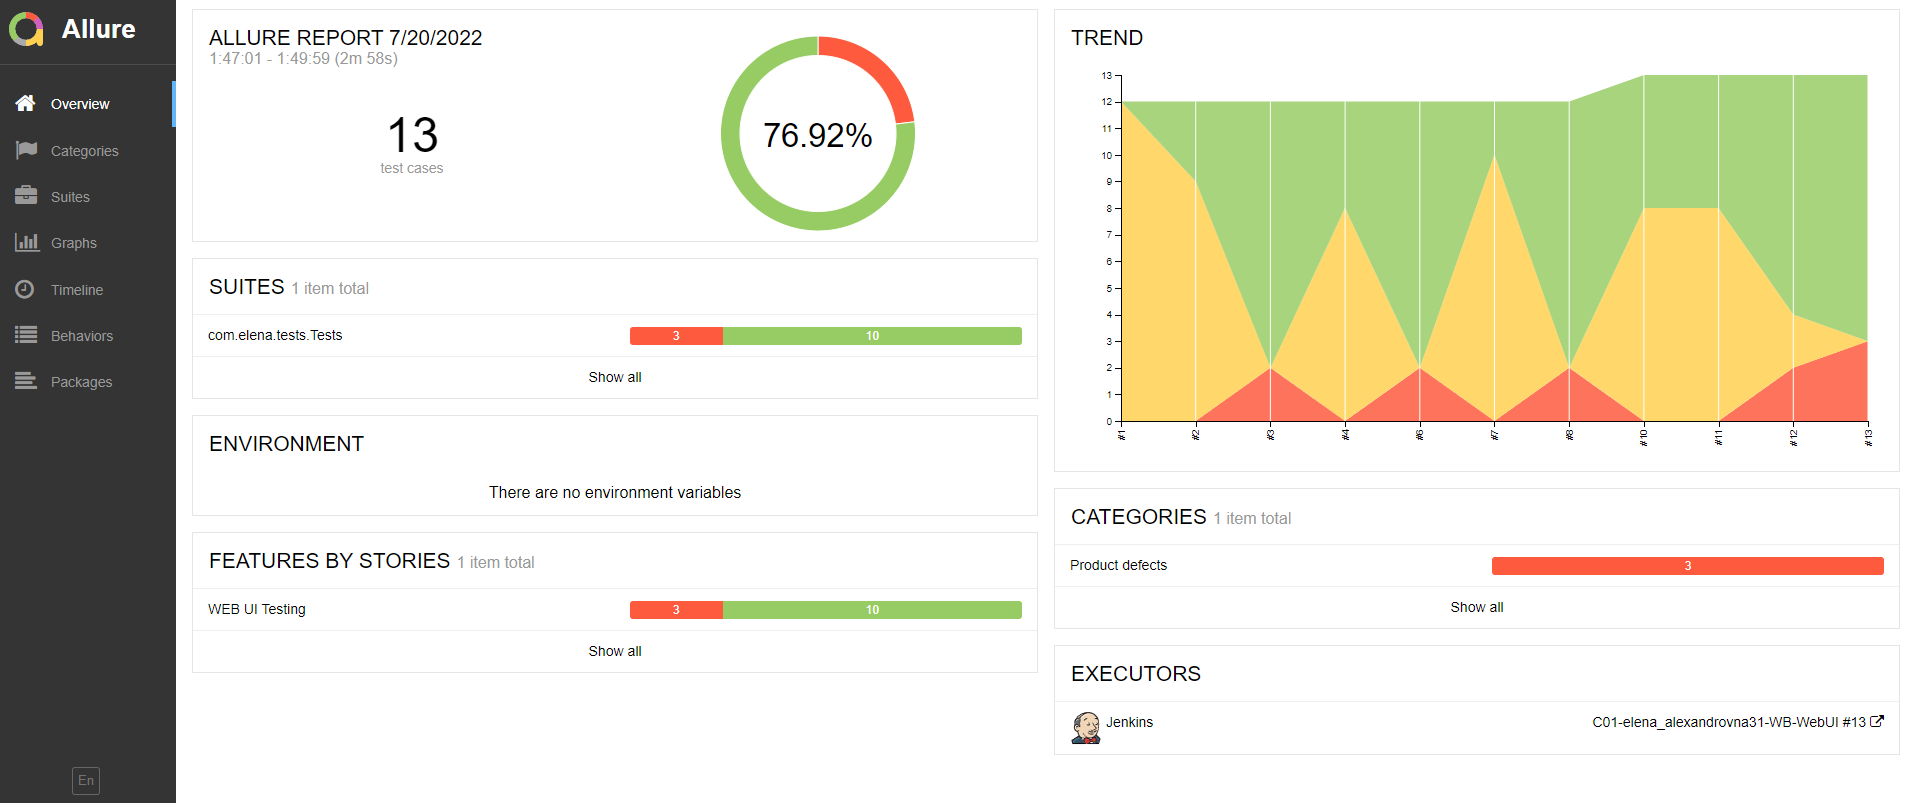 Allure
Overview
Categories
Suites
Graphs
Timeline
Behaviors
Packages
En
ALLURE REPORT 7/20/2022
1:47:01 - 1:49:59 (2m 58s)
13
test cases
76.92%
SUITES 1 item total
com.elena.tests.Tests 3 10
Show all
ENVIRONMENT
There are no environment variables
FEATURES BY STORIES 1 item total
WEB UI Testing 3 10
Show all
TREND
13
12
11
10
9
8
7
6
5
4
3
2
1
0
#1 #2 #3 #4 #6 #7 #8 #10 #11 #12 #13
CATEGORIES 1 item total
Product defects 3
Show all
EXECUTORS
Jenkins C01-elena_alexandrovna31-WB-WebUI #13